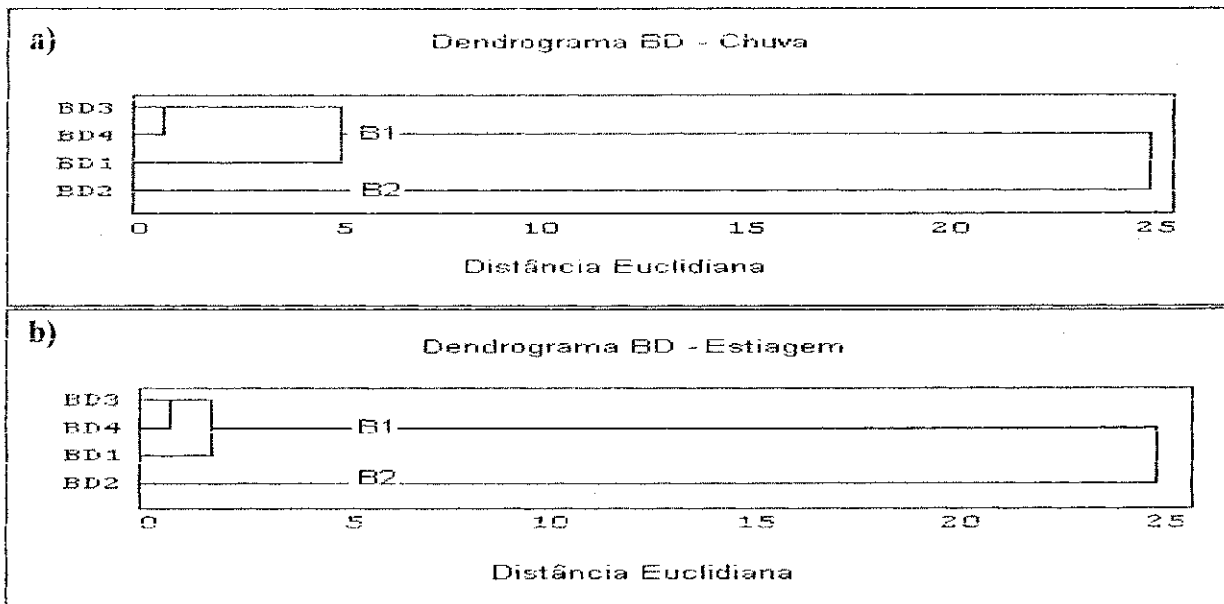 a)
Dendrograma BD - Chuva
BD3
BD4
B1
BD1
BD2
B2
0 5 10 15 20 25
Distância Euclidiana
b)
Dendrograma BD - Estiagem
BD3
BD4
B1
BD1
BD2
B2
0 5 10 15 20 25
Distância Euclidiana